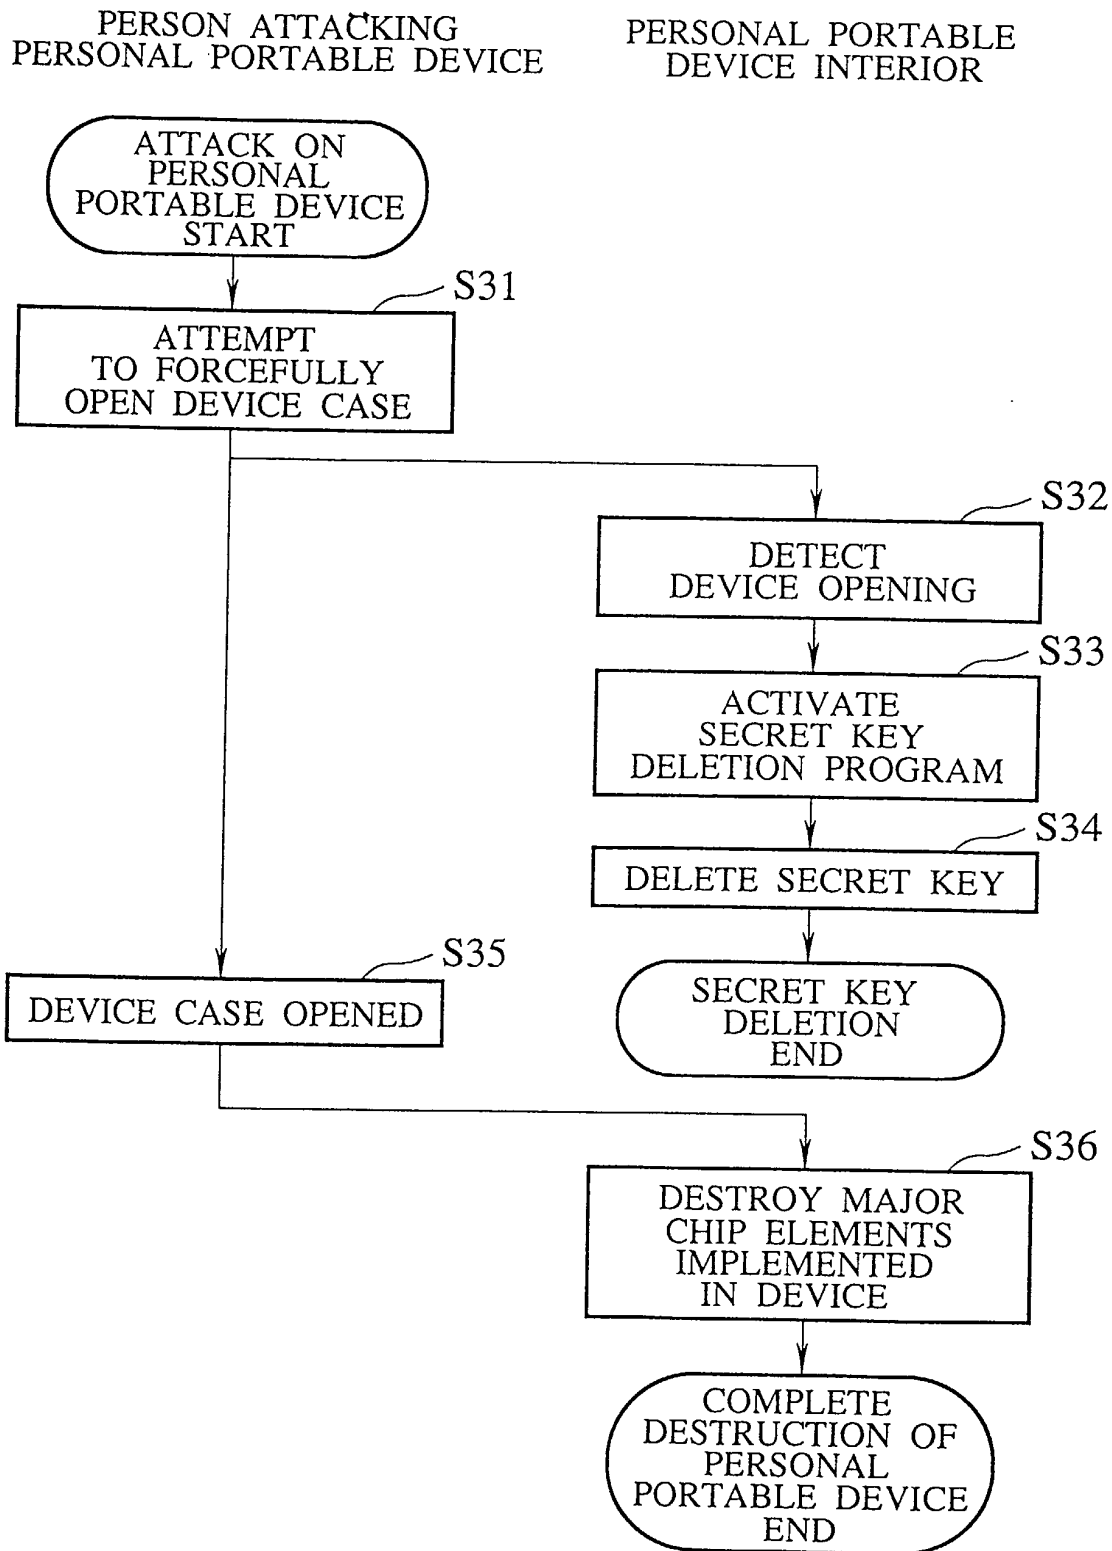 PERSON ATTACKING
PERSONAL PORTABLE DEVICE
PERSONAL PORTABLE
DEVICE INTERIOR
ATTACK ON
PERSONAL
PORTABLE DEVICE
START
S31
ATTEMPT
TO FORCEFULLY
OPEN DEVICE CASE
S32
DETECT
DEVICE OPENING
S33
ACTIVATE
SECRET KEY
DELETION PROGRAM
S34
DELETE SECRET KEY
S35
DEVICE CASE OPENED
SECRET KEY
DELETION
END
S36
DESTROY MAJOR
CHIP ELEMENTS
IMPLEMENTED
IN DEVICE
COMPLETE
DESTRUCTION OF
PERSONAL
PORTABLE DEVICE
END